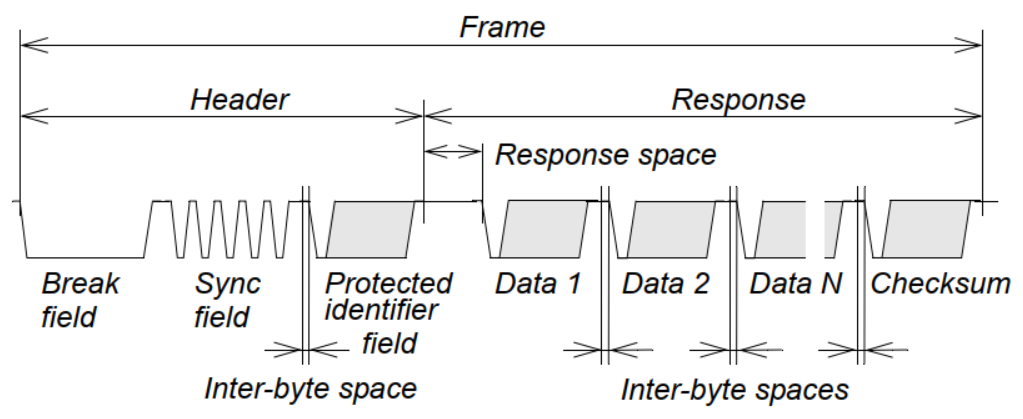 Frame
Header
Response
Response space
Break
field
Sync
field
Protected
identifier
field
Data 1
Data 2
Data N
Checksum
Inter-byte space
Inter-byte spaces